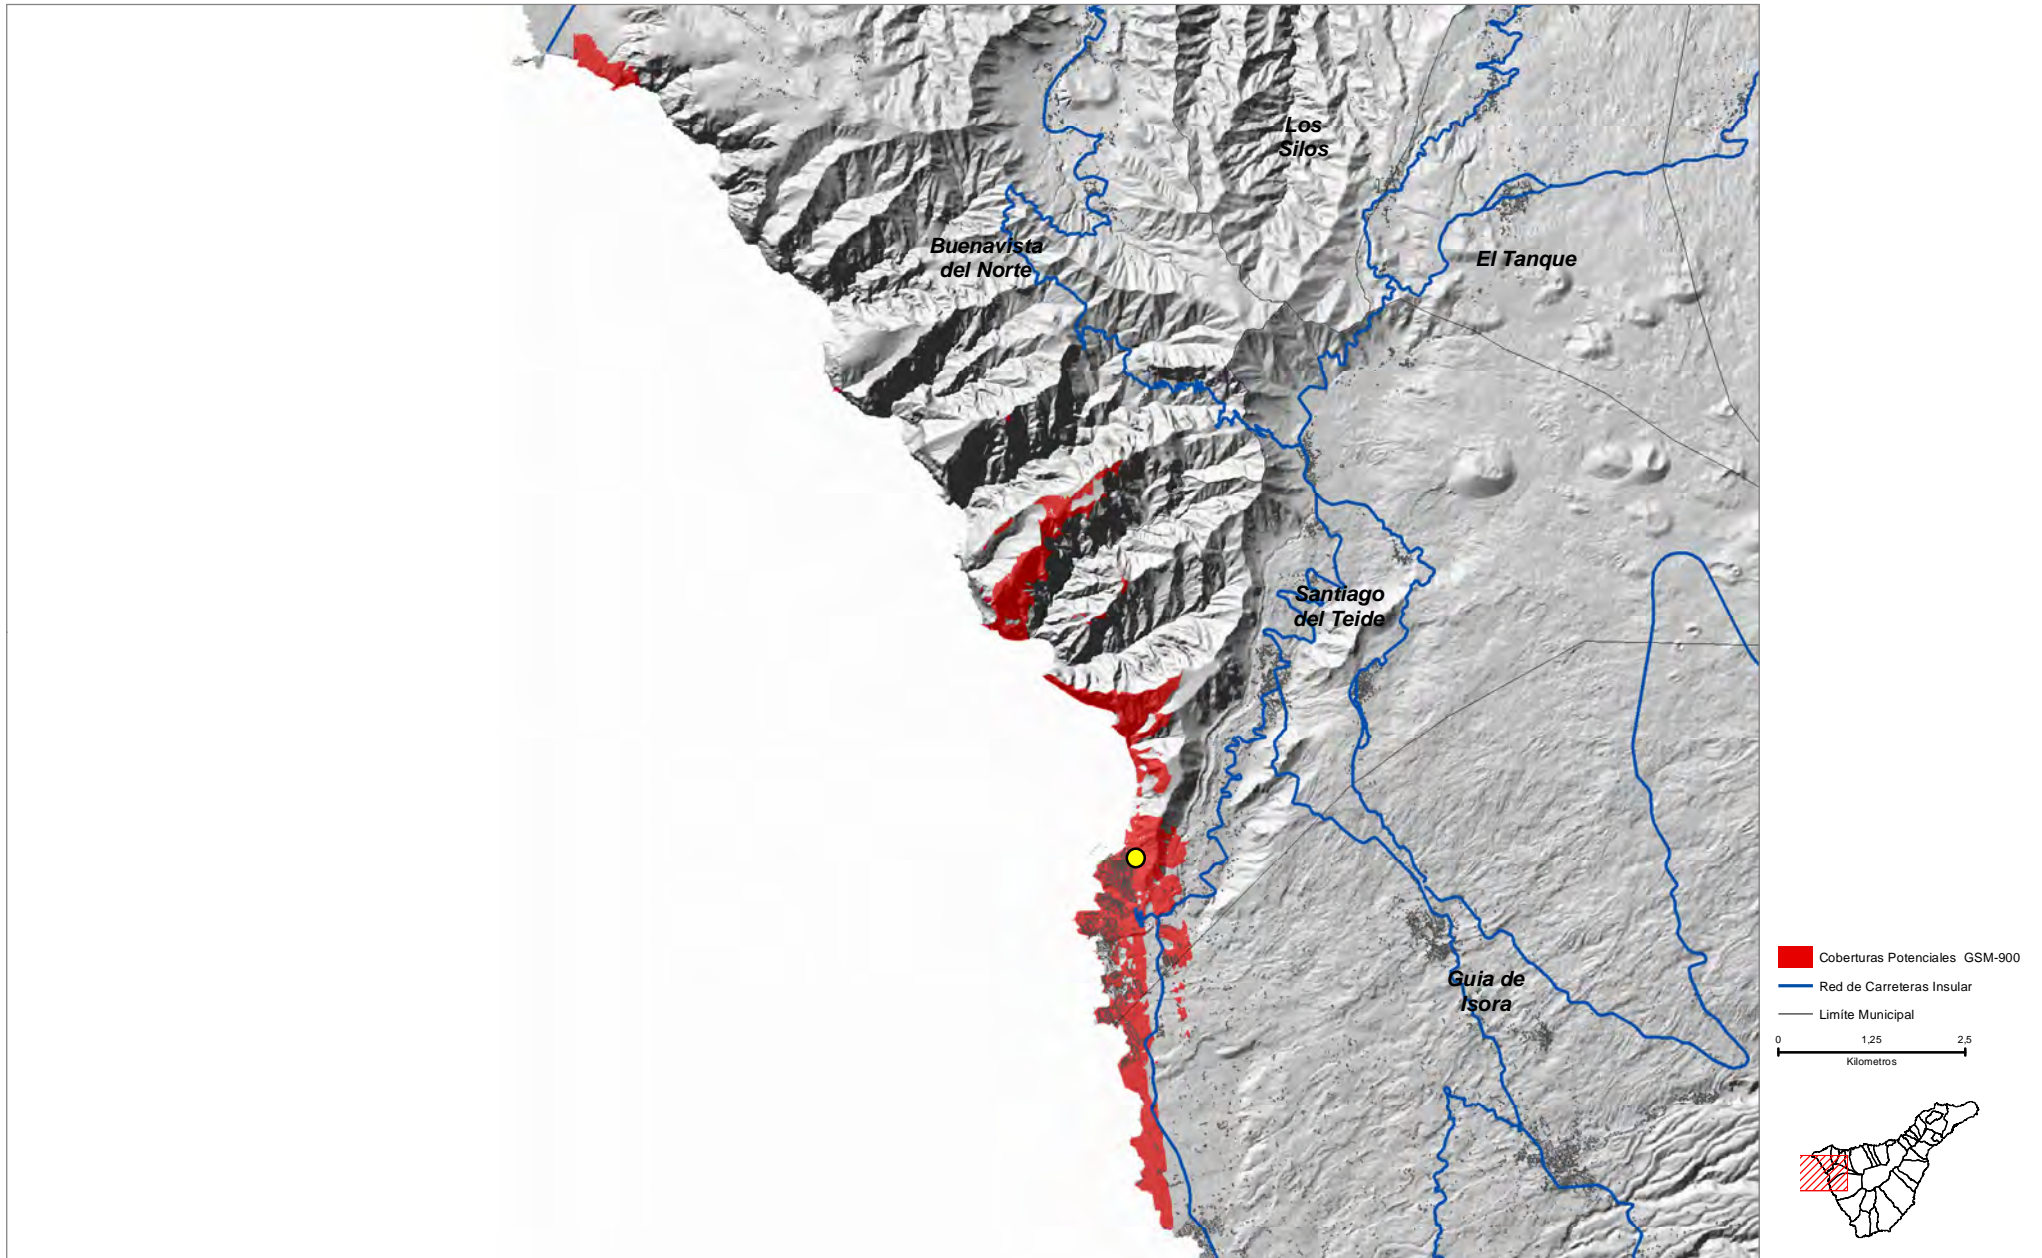 Los
Silos
Buenavista
del Norte
El Tanque
Santiago
del Teide
Guia de
Isora
Coberturas Potenciales GSM-900
Red de Carreteras Insular
Limíte Municipal
0 1,25 2,5
Kilometros